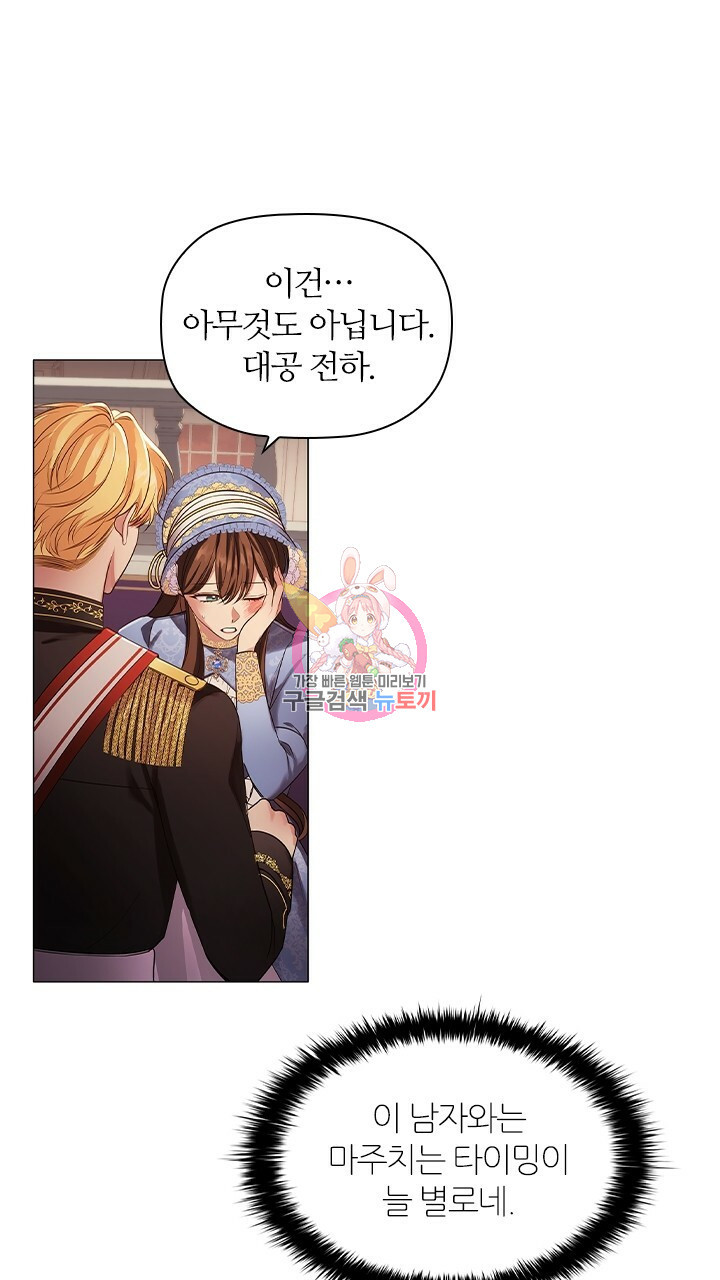 이건…
아무것도 아닙니다.
대공 전하.
가장 빠른 웹툰 미리보기
구글검색 뉴토끼
이 남자와는
마주치는 타이밍이
늘 별로네.